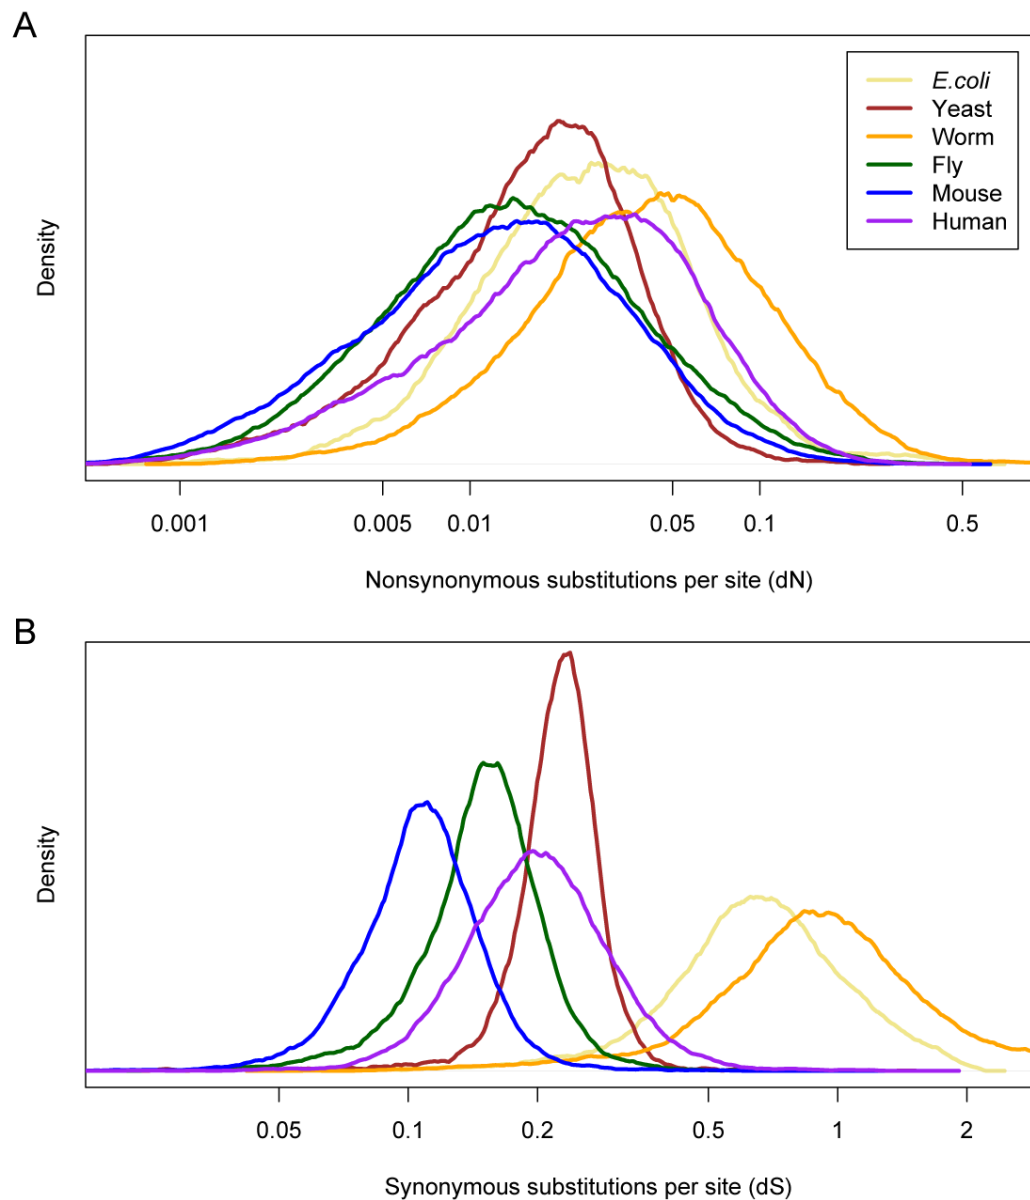 A
E.coli
Yeast
Worm
Fly
Mouse
Human
Density
0.001 0.005 0.01 0.05 0.1 0.5
Nonsynonymous substitutions per site (dN)
B
Density
0.05 0.1 0.2 0.5 1 2
Synonymous substitutions per site (dS)